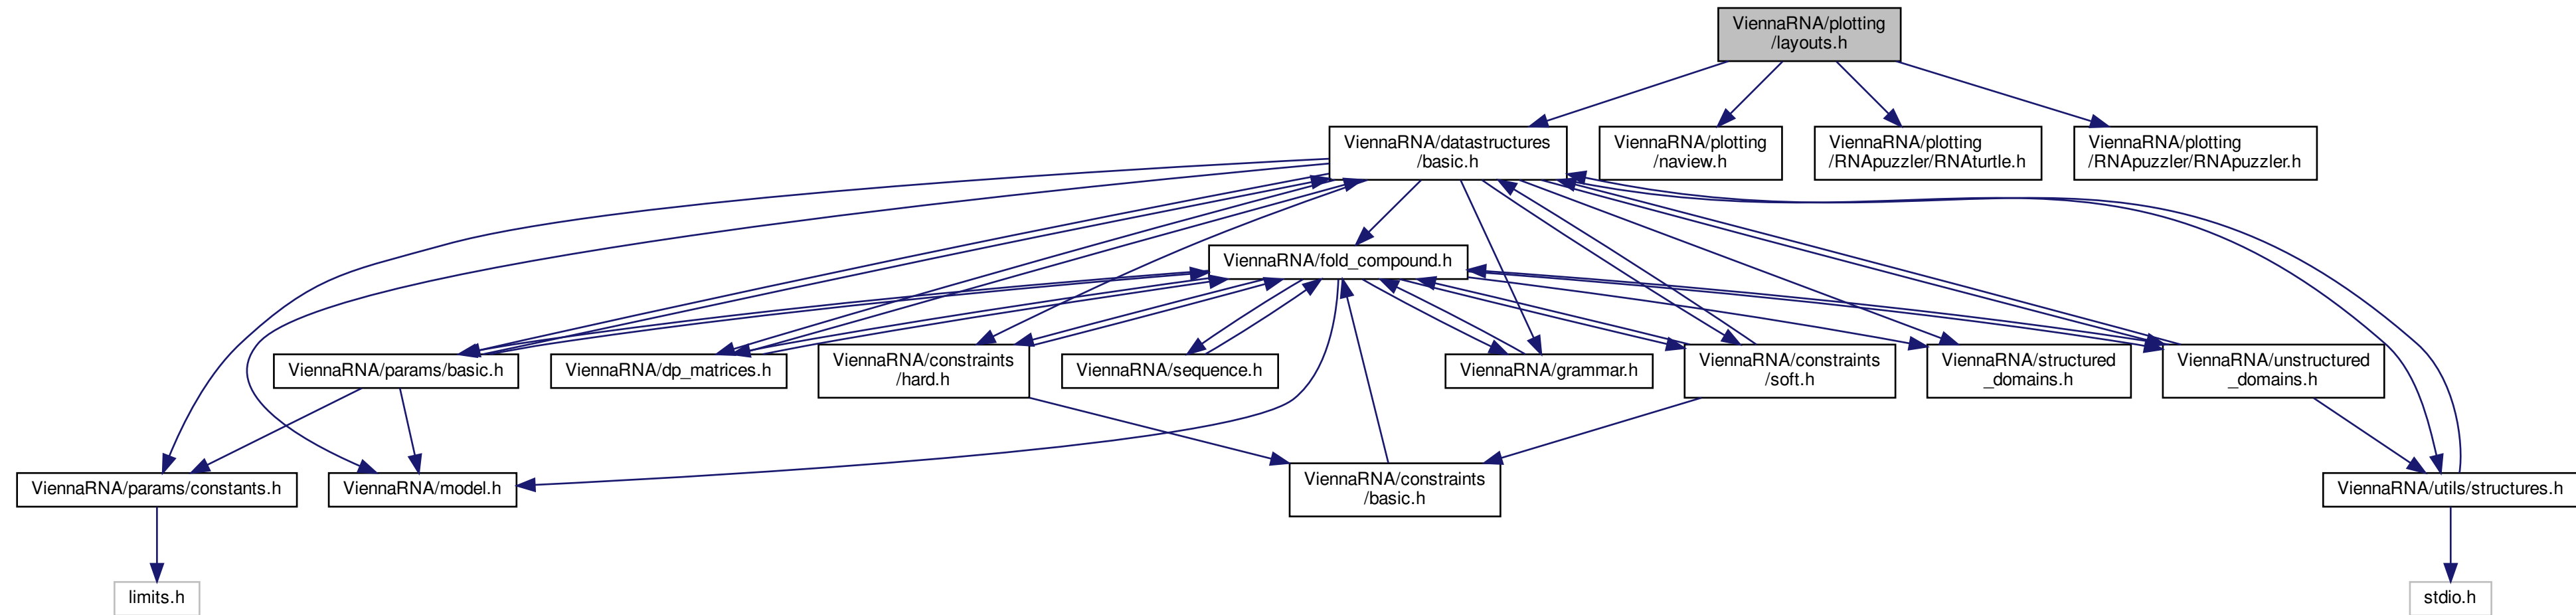 ViennaRNA/plotting
/layouts.h
ViennaRNA/datastructures
/basic.h
ViennaRNA/plotting
/naview.h
ViennaRNA/plotting
/RNApuzzler/RNAturtle.h
ViennaRNA/plotting
/RNApuzzler/RNApuzzler.h
ViennaRNA/fold_compound.h
ViennaRNA/params/basic.h
ViennaRNA/dp_matrices.h
ViennaRNA/constraints
/hard.h
ViennaRNA/sequence.h
ViennaRNA/grammar.h
ViennaRNA/constraints
/soft.h
ViennaRNA/structured
_domains.h
ViennaRNA/unstructured
_domains.h
ViennaRNA/params/constants.h
ViennaRNA/model.h
ViennaRNA/constraints
/basic.h
ViennaRNA/utils/structures.h
limits.h
stdio.h